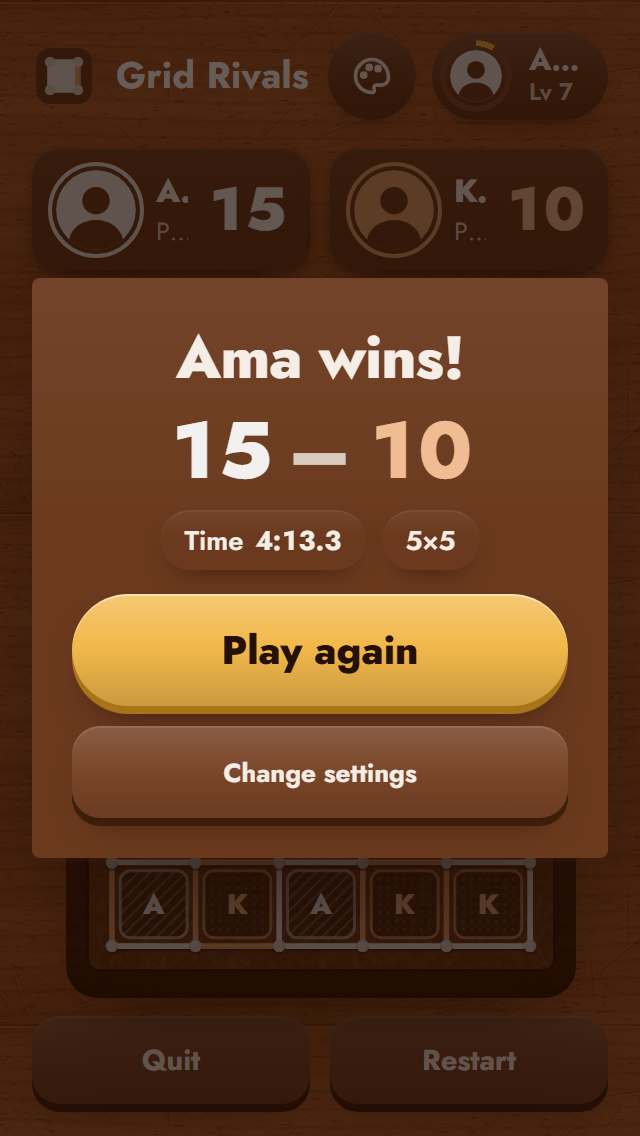 Grid Rivals
A...
Lv 7
A.
P...
15
K.
P...
10
Ama wins!
15 – 10
Time 4:13.3
5×5
Play again
Change settings
A K A K K
Quit
Restart